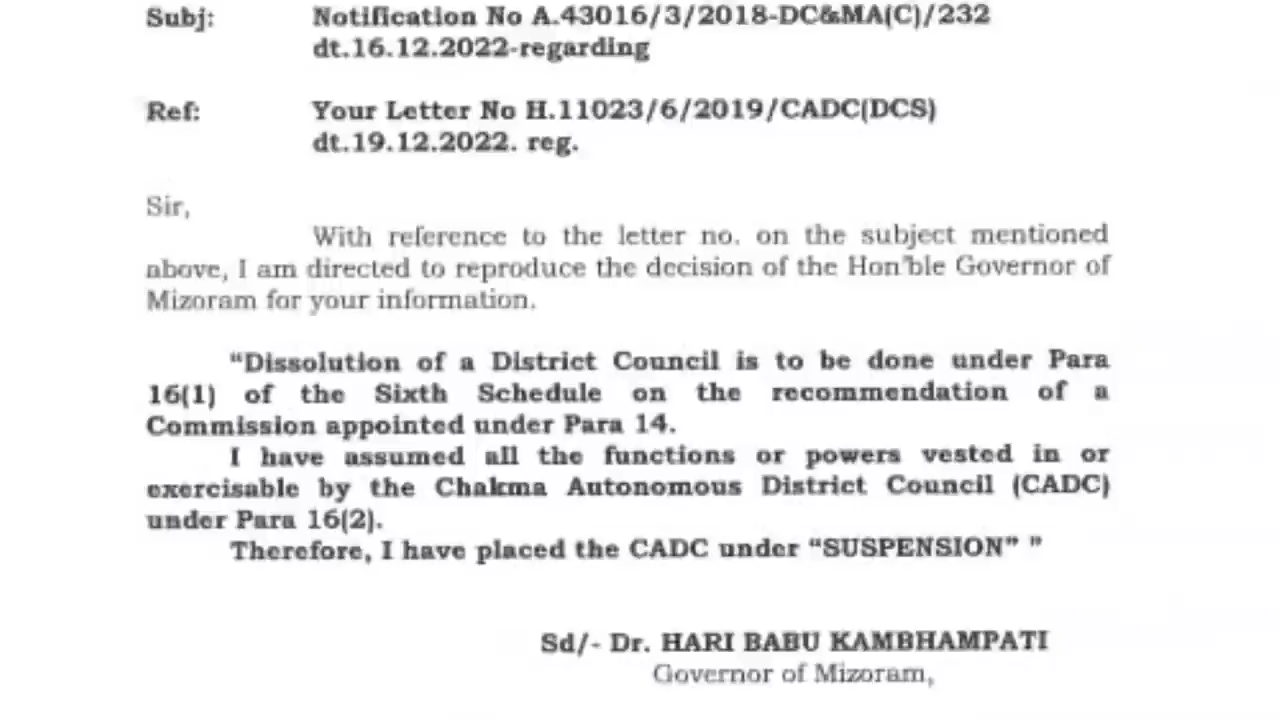 Subj: Notification No A.43016/3/2018-DC&MA(C)/232
dt.16.12.2022-regarding
Ref: Your Letter No H.11023/6/2019/CADC(DCS)
dt.19.12.2022. reg.
Sir,
With reference to the letter no. on the subject mentioned
above, I am directed to reproduce the decision of the Hon'ble Governor of
Mizoram for your information.
“Dissolution of a District Council is to be done under Para
16(1) of the Sixth Schedule on the recommendation of a
Commission appointed under Para 14.
I have assumed all the functions or powers vested in or
exercisable by the Chakma Autonomous District Council (CADC)
under Para 16(2).
Therefore, I have placed the CADC under “SUSPENSION” ”
Sd/- Dr. HARI BABU KAMBHAMPATI
Governor of Mizoram,